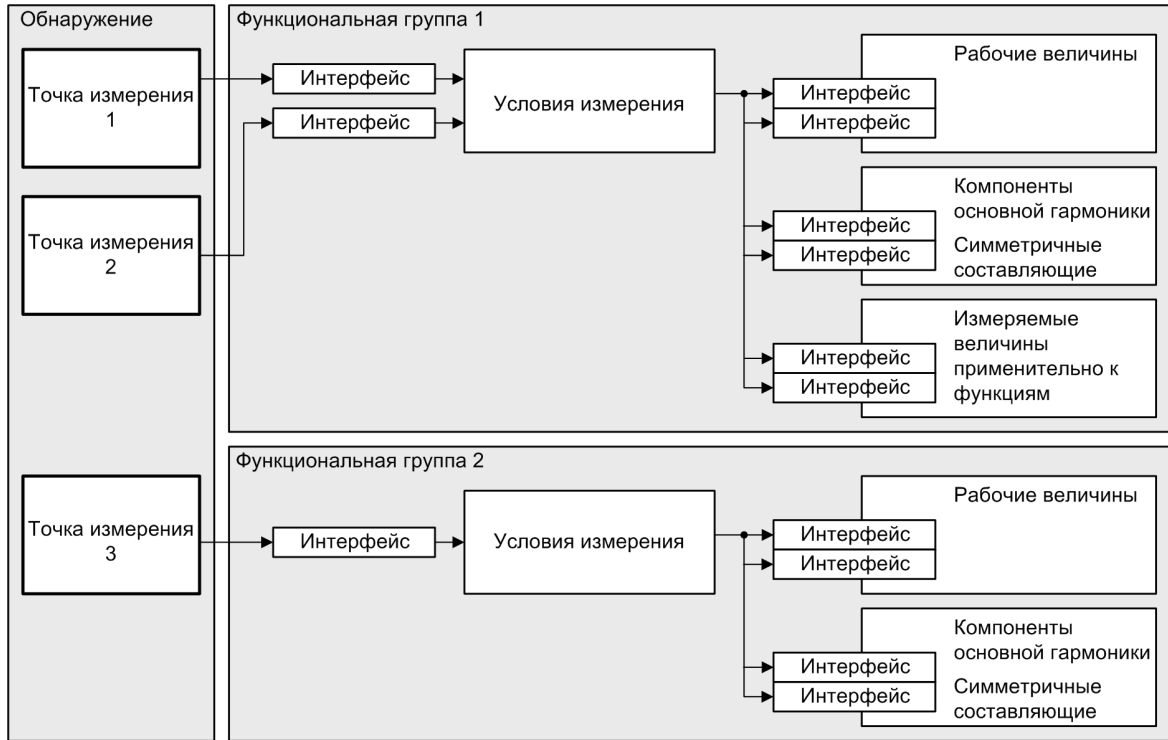 Обнаружение
Точка измерения
1
Точка измерения
2
Точка измерения
3
Функциональная группа 1
Интерфейс
Интерфейс
Условия измерения
Рабочие величины
Интерфейс
Интерфейс
Компоненты
основной гармоники
Симметричные
составляющие
Интерфейс
Интерфейс
Измеряемые
величины
применительно к
функциям
Интерфейс
Интерфейс
Функциональная группа 2
Интерфейс
Условия измерения
Рабочие величины
Интерфейс
Интерфейс
Компоненты
основной гармоники
Симметричные
составляющие
Интерфейс
Интерфейс